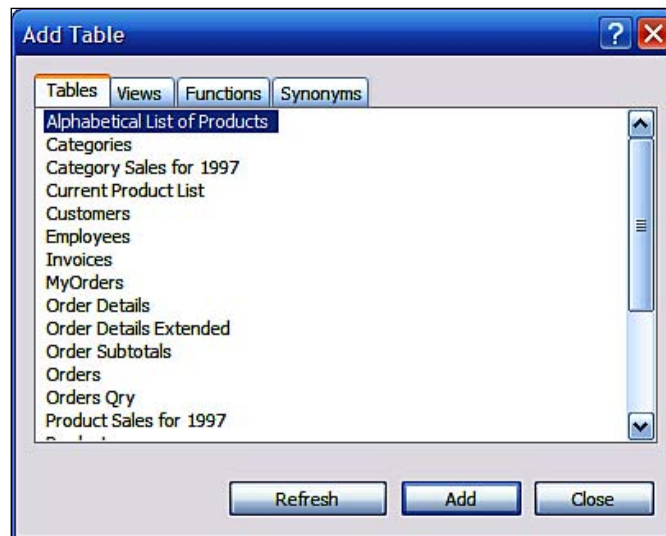 Add Table
?
Tables Views Functions Synonyms
Alphabetical List of Products
Categories
Category Sales for 1997
Current Product List
Customers
Employees
Invoices
MyOrders
Order Details
Order Details Extended
Order Subtotals
Orders
Orders Qry
Product Sales for 1997
Refresh Add Close